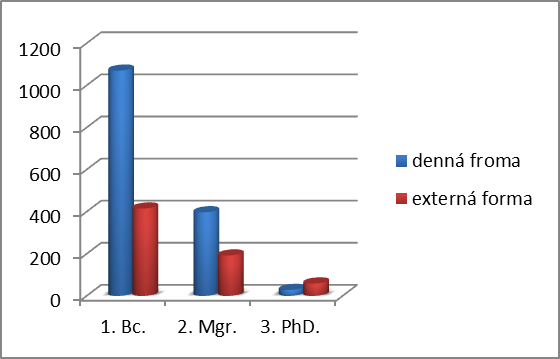 1200
1000
800
600
400
200
0
1. Bc. 2. Mgr. 3. PhD.
denná froma
externá forma